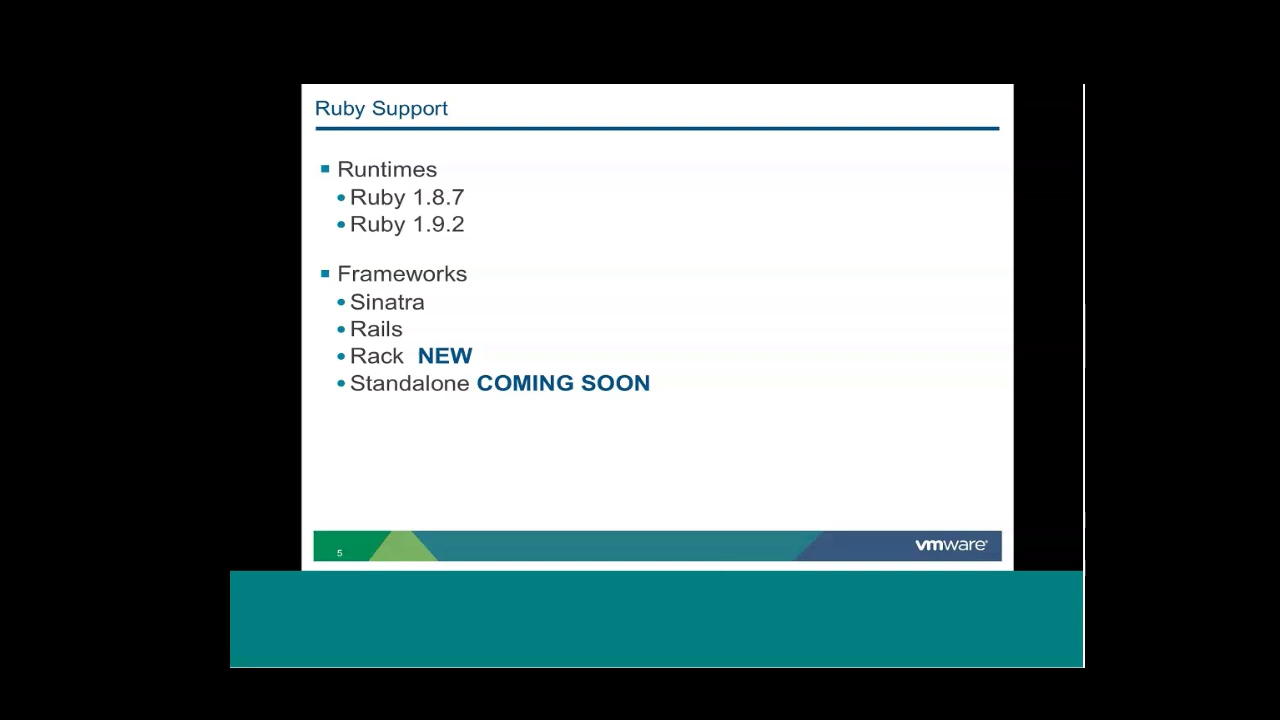 Ruby Support
Runtimes
Ruby 1.8.7
Ruby 1.9.2
Frameworks
Sinatra
Rails
Rack NEW
Standalone COMING SOON
5
vmware